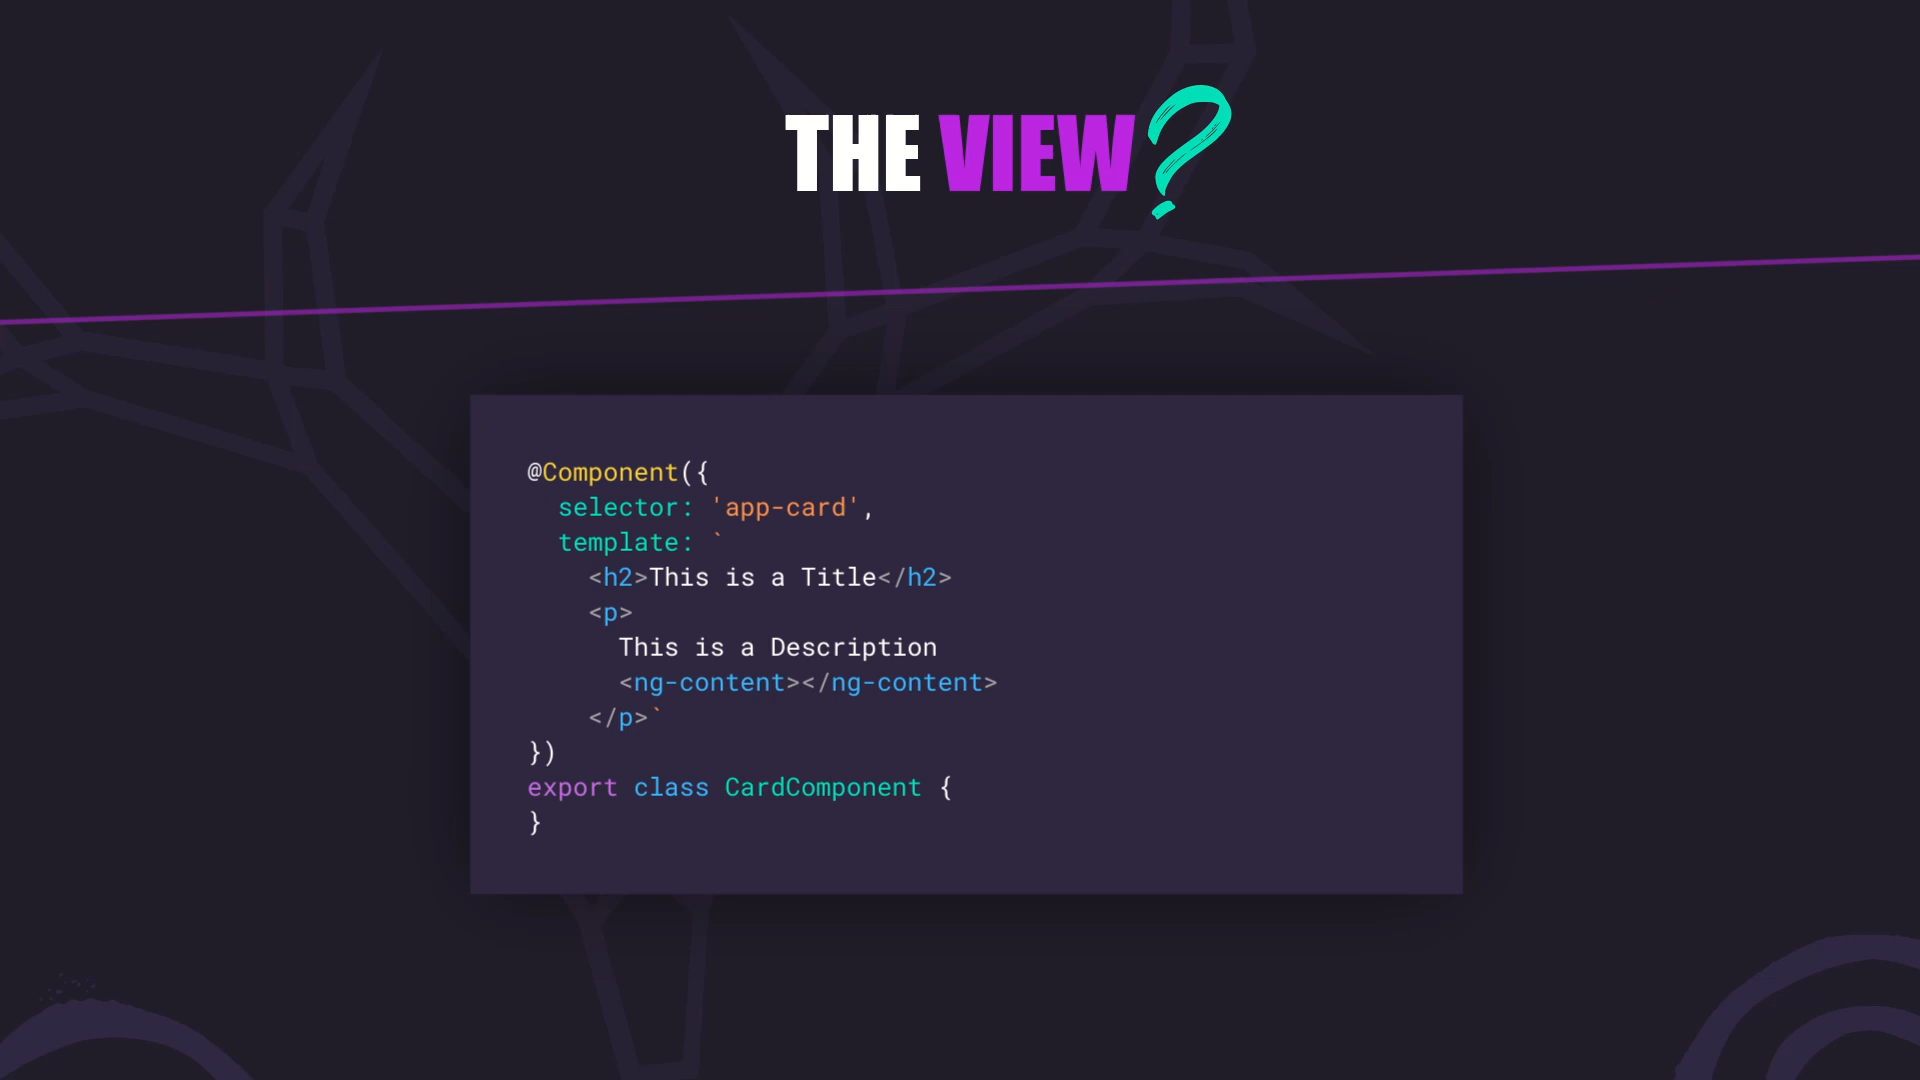 THE VIEW?
@Component({
  selector: 'app-card',
  template: `
    <h2>This is a Title</h2>
    <p>
      This is a Description
      <ng-content></ng-content>
    </p>`
})
export class CardComponent {
}